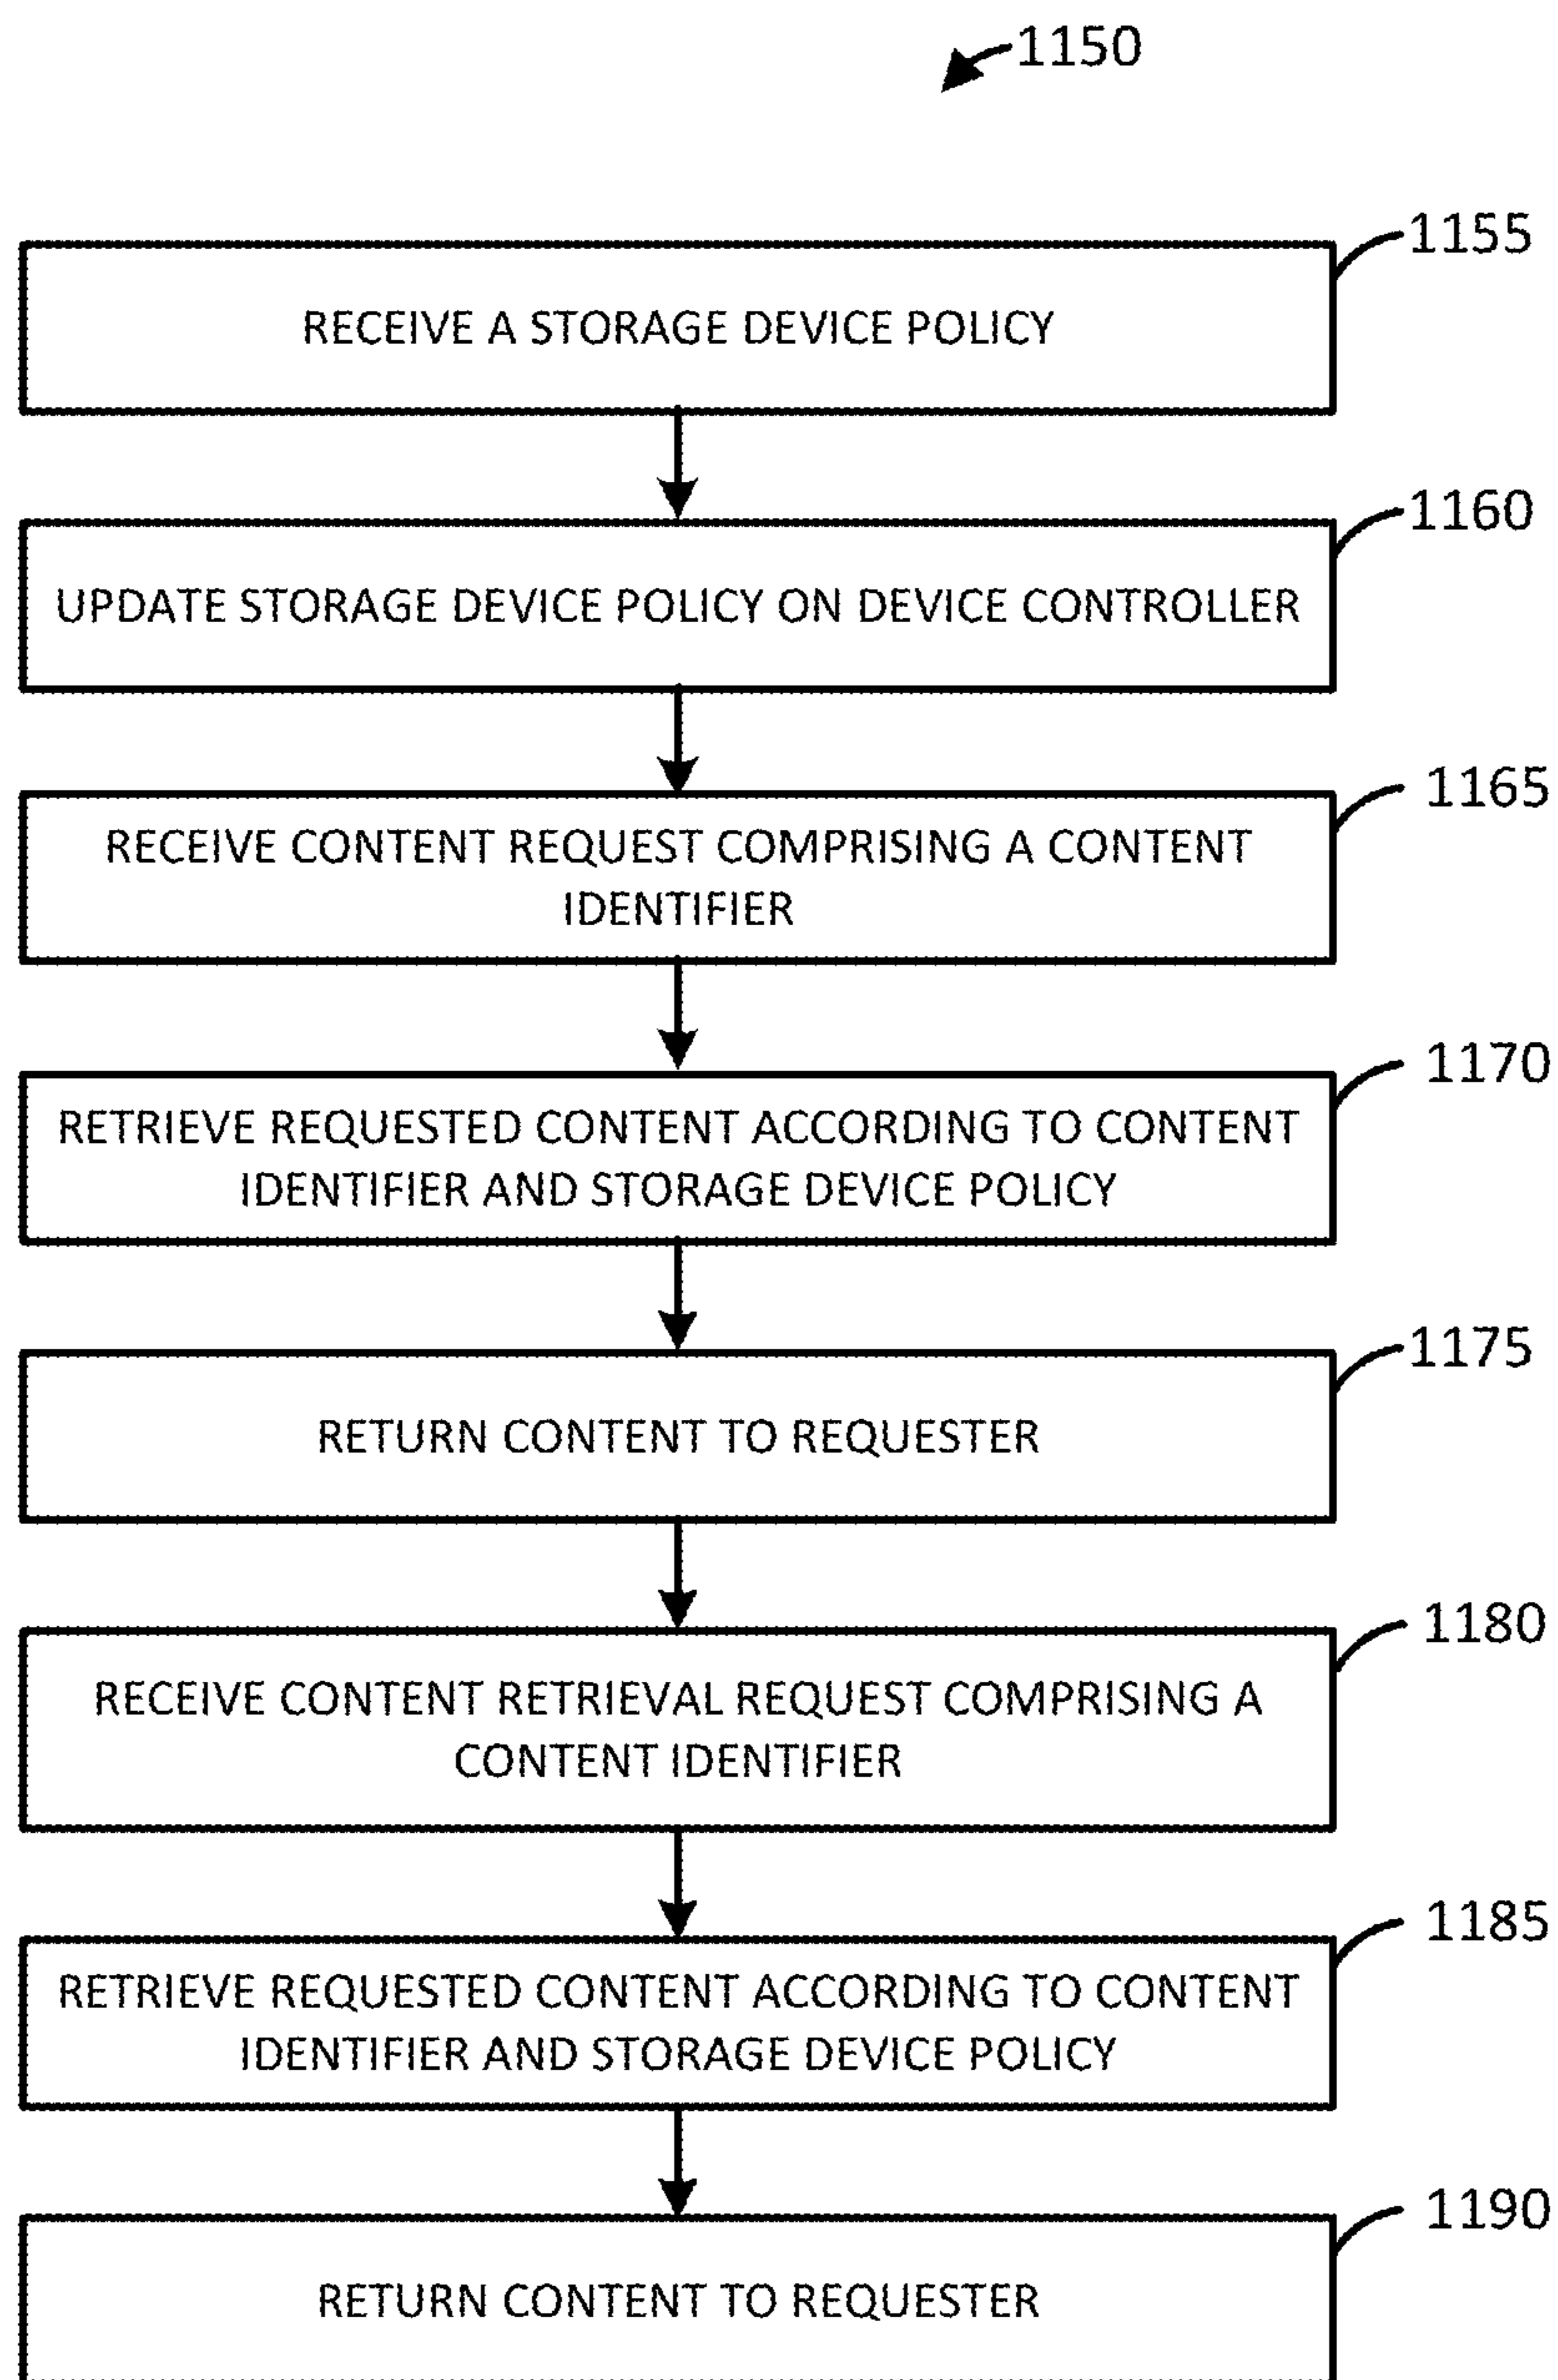 1150
1155
RECEIVE A STORAGE DEVICE POLICY
1160
UPDATE STORAGE DEVICE POLICY ON DEVICE CONTROLLER
1165
RECEIVE CONTENT REQUEST COMPRISING A CONTENT
IDENTIFIER
1170
RETRIEVE REQUESTED CONTENT ACCORDING TO CONTENT
IDENTIFIER AND STORAGE DEVICE POLICY
1175
RETURN CONTENT TO REQUESTER
1180
RECEIVE CONTENT RETRIEVAL REQUEST COMPRISING A
CONTENT IDENTIFIER
1185
RETRIEVE REQUESTED CONTENT ACCORDING TO CONTENT
IDENTIFIER AND STORAGE DEVICE POLICY
1190
RETURN CONTENT TO REQUESTER